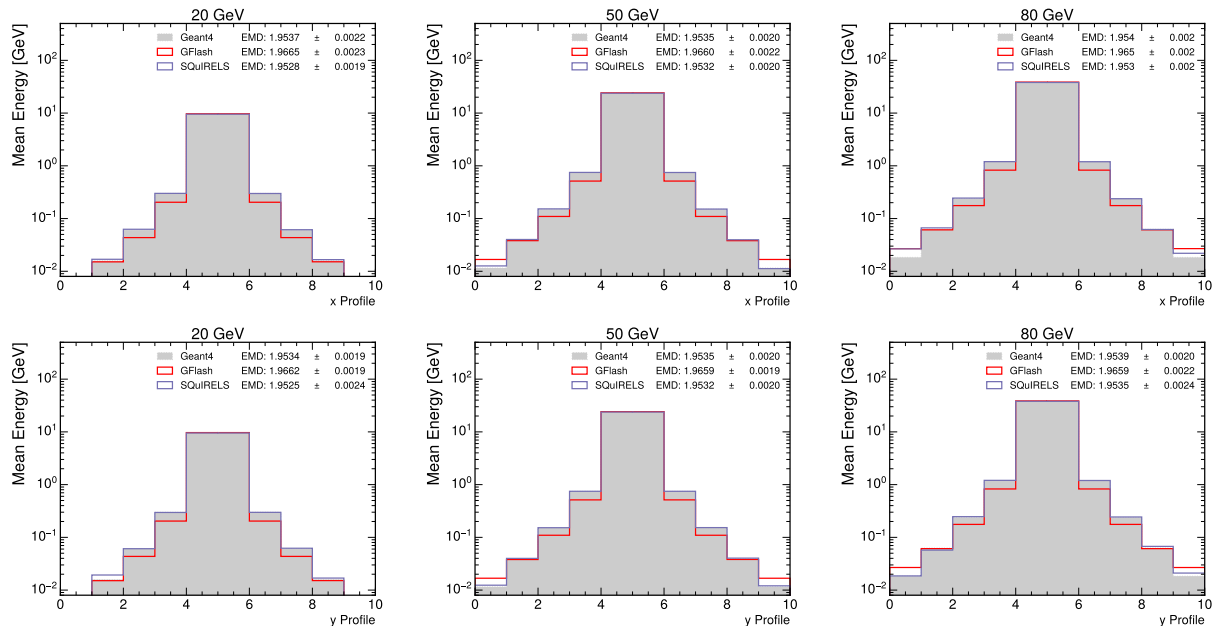 20 GeV
Geant4 EMD: 1.9537 ± 0.0022
GFlash EMD: 1.9665 ± 0.0023
SQuIRELS EMD: 1.9528 ± 0.0019
Mean Energy [GeV]
10² 
10¹
10⁰
10⁻¹
10⁻²
0 2 4 6 8 10
x Profile
50 GeV
Geant4 EMD: 1.9535 ± 0.0020
GFlash EMD: 1.9660 ± 0.0022
SQuIRELS EMD: 1.9532 ± 0.0020
Mean Energy [GeV]
10²
10¹
10⁰
10⁻¹
10⁻²
0 2 4 6 8 10
x Profile
80 GeV
Geant4 EMD: 1.954 ± 0.002
GFlash EMD: 1.965 ± 0.002
SQuIRELS EMD: 1.953 ± 0.002
Mean Energy [GeV]
10²
10¹
10⁰
10⁻¹
10⁻²
0 2 4 6 8 10
x Profile
20 GeV
Geant4 EMD: 1.9534 ± 0.0019
GFlash EMD: 1.9662 ± 0.0019
SQuIRELS EMD: 1.9525 ± 0.0024
Mean Energy [GeV]
10²
10¹
10⁰
10⁻¹
10⁻²
0 2 4 6 8 10
y Profile
50 GeV
Geant4 EMD: 1.9535 ± 0.0020
GFlash EMD: 1.9659 ± 0.0019
SQuIRELS EMD: 1.9532 ± 0.0020
Mean Energy [GeV]
10²
10¹
10⁰
10⁻¹
10⁻²
0 2 4 6 8 10
y Profile
80 GeV
Geant4 EMD: 1.9539 ± 0.0020
GFlash EMD: 1.9659 ± 0.0022
SQuIRELS EMD: 1.9535 ± 0.0024
Mean Energy [GeV]
10²
10¹
10⁰
10⁻¹
10⁻²
0 2 4 6 8 10
y Profile